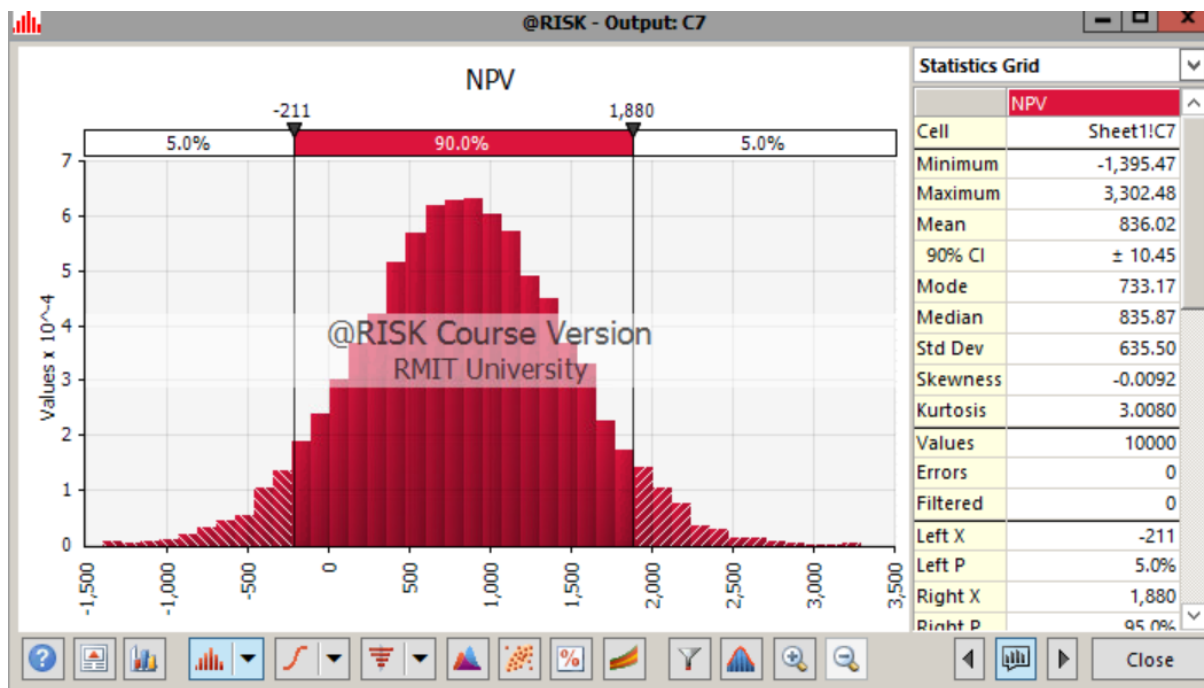 @RISK - Output: C7
NPV
-211 1,880
5.0% 90.0% 5.0%
7
6
5
4
3
2
1
0
Values x 10^-4
@RISK Course Version
RMIT University
-1,500 -1,000 -500 0 500 1,000 1,500 2,000 2,500 3,000 3,500
Statistics Grid
NPV
Cell Sheet1!C7
Minimum -1,395.47
Maximum 3,302.48
Mean 836.02
90% CI ± 10.45
Mode 733.17
Median 835.87
Std Dev 635.50
Skewness -0.0092
Kurtosis 3.0080
Values 10000
Errors 0
Filtered 0
Left X -211
Left P 5.0%
Right X 1,880
Right P 95.0%
? %
Close